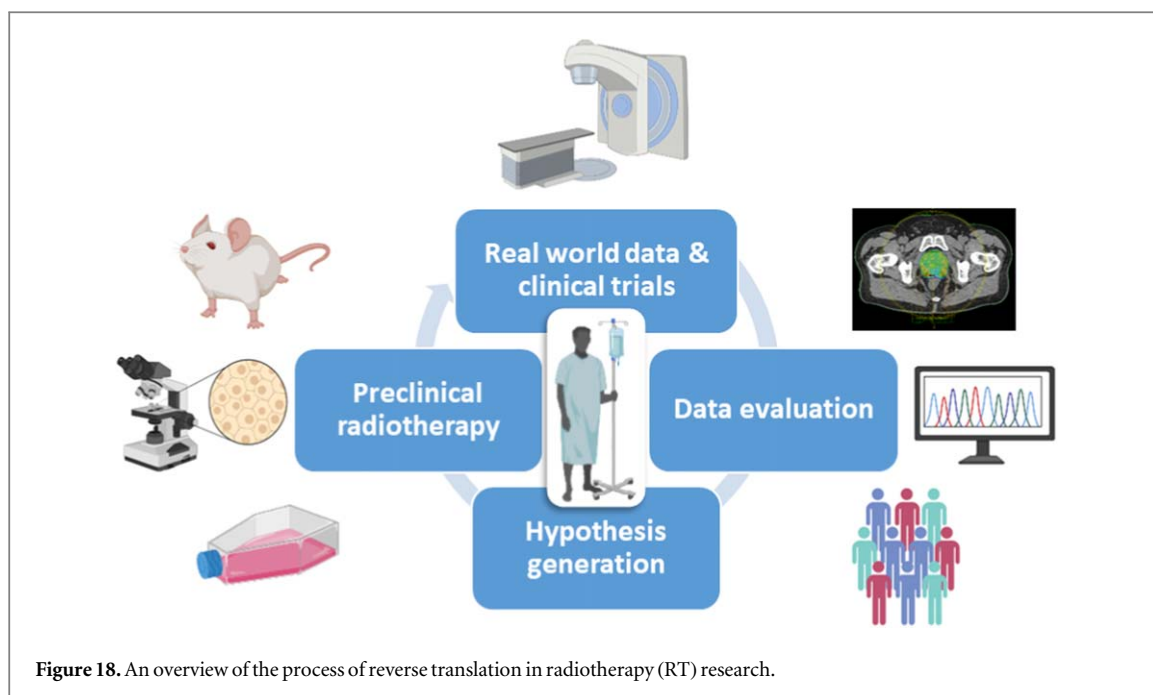 Real world data &
clinical trials
Preclinical
radiotherapy
Data evaluation
Hypothesis
generation
Figure 18. An overview of the process of reverse translation in radiotherapy (RT) research.